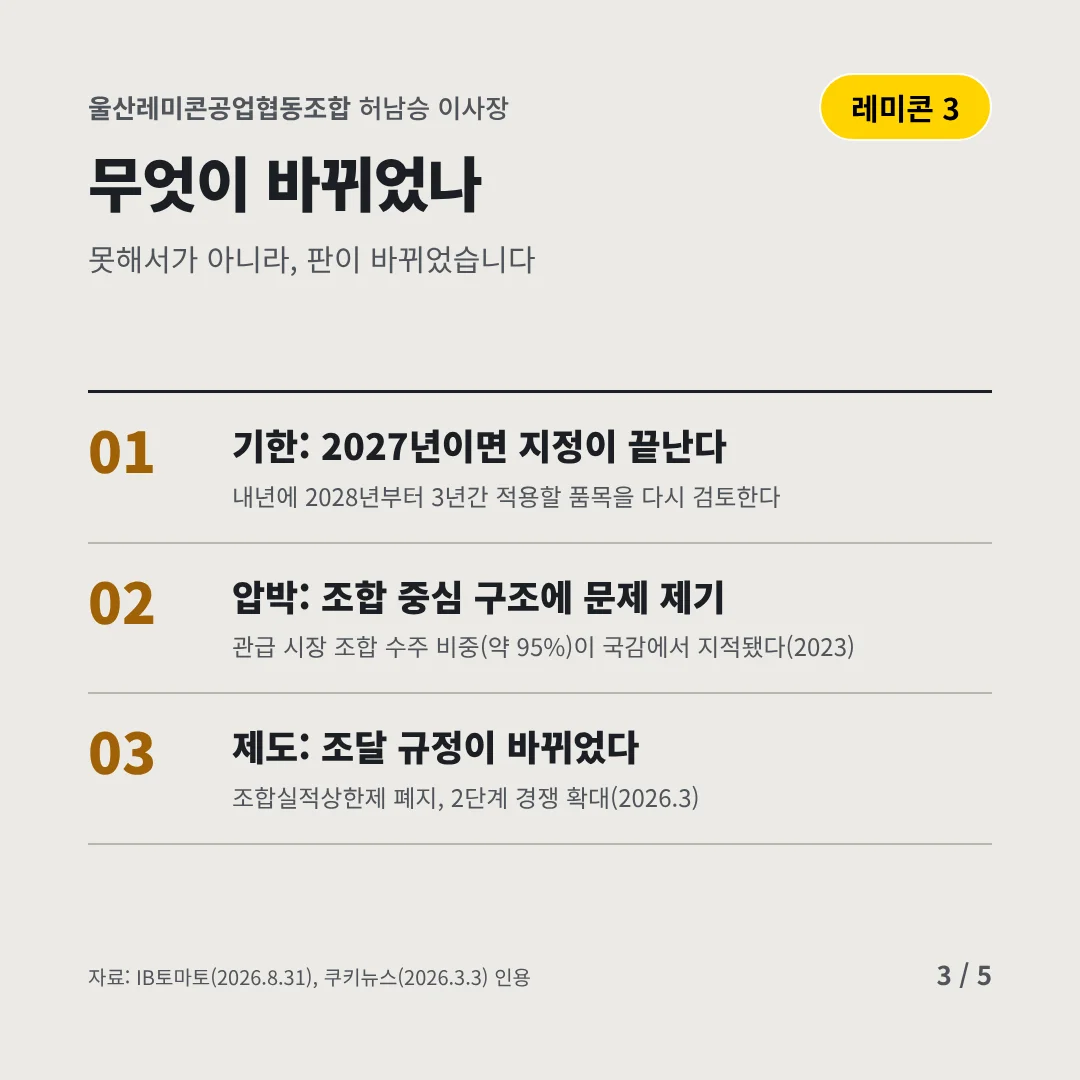 울산레미콘공업협동조합 허남승 이사장
레미콘 3
무엇이 바뀌었나
못해서가 아니라, 판이 바뀌었습니다
01
기한: 2027년이면 지정이 끝난다
내년에 2028년부터 3년간 적용할 품목을 다시 검토한다
02
압박: 조합 중심 구조에 문제 제기
관급 시장 조합 수주 비중(약 95%)이 국감에서 지적됐다(2023)
03
제도: 조달 규정이 바뀌었다
조합실적상한제 폐지, 2단계 경쟁 확대(2026.3)
자료: IB토마토(2026.8.31), 쿠키뉴스(2026.3.3) 인용
3 / 5